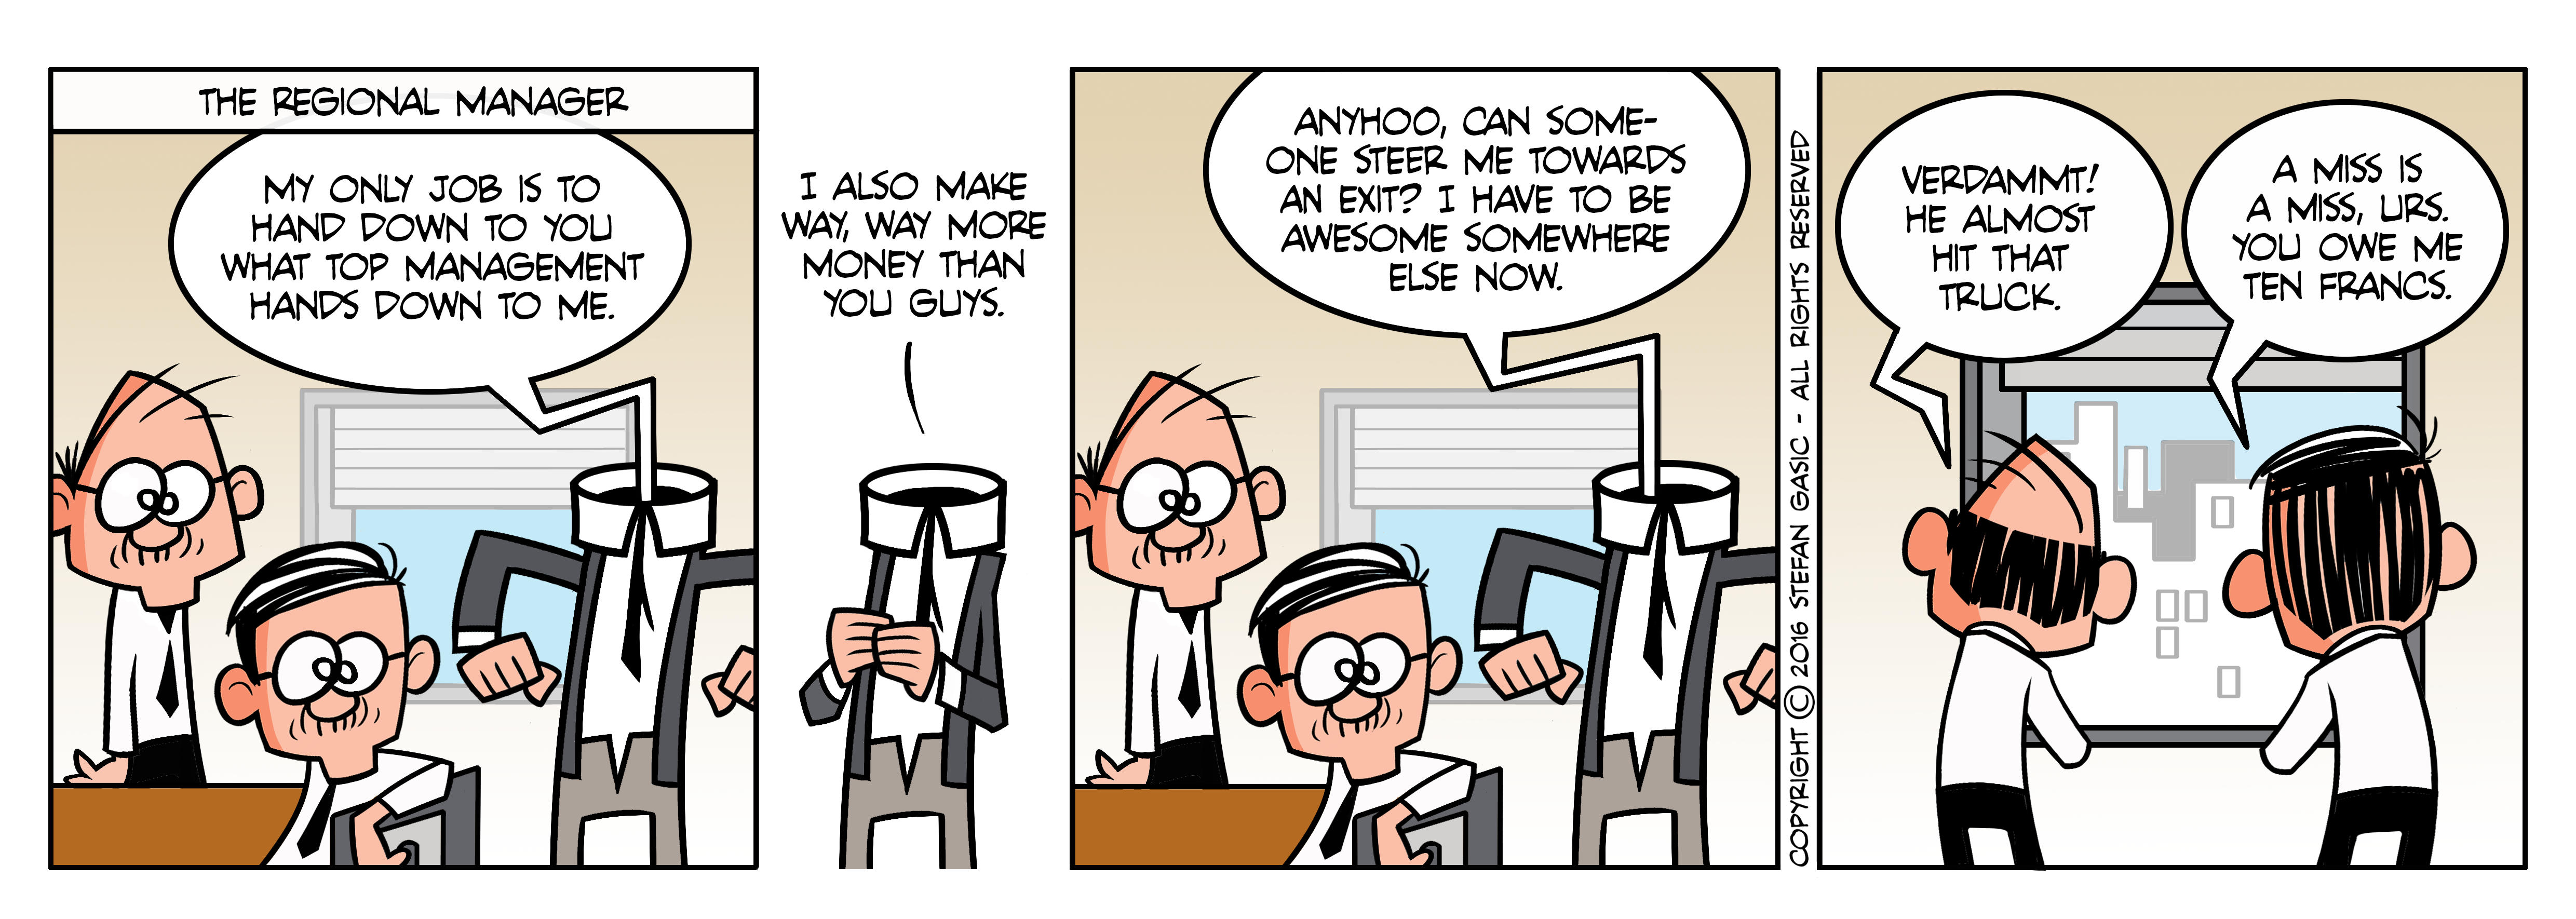 THE REGIONAL MANAGER
MY ONLY JOB IS TO
HAND DOWN TO YOU
WHAT TOP MANAGEMENT
HANDS DOWN TO ME.
I ALSO MAKE
WAY, WAY MORE
MONEY THAN
YOU GUYS.
ANYHOO, CAN SOME-
ONE STEER ME TOWARDS
AN EXIT? I HAVE TO BE
AWESOME SOMEWHERE
ELSE NOW.
COPYRIGHT © 2016 STEFAN GASIC - ALL RIGHTS RESERVED
VERDAMMT!
HE ALMOST
HIT THAT
TRUCK.
A MISS IS
A MISS, URS.
YOU OWE ME
TEN FRANCS.